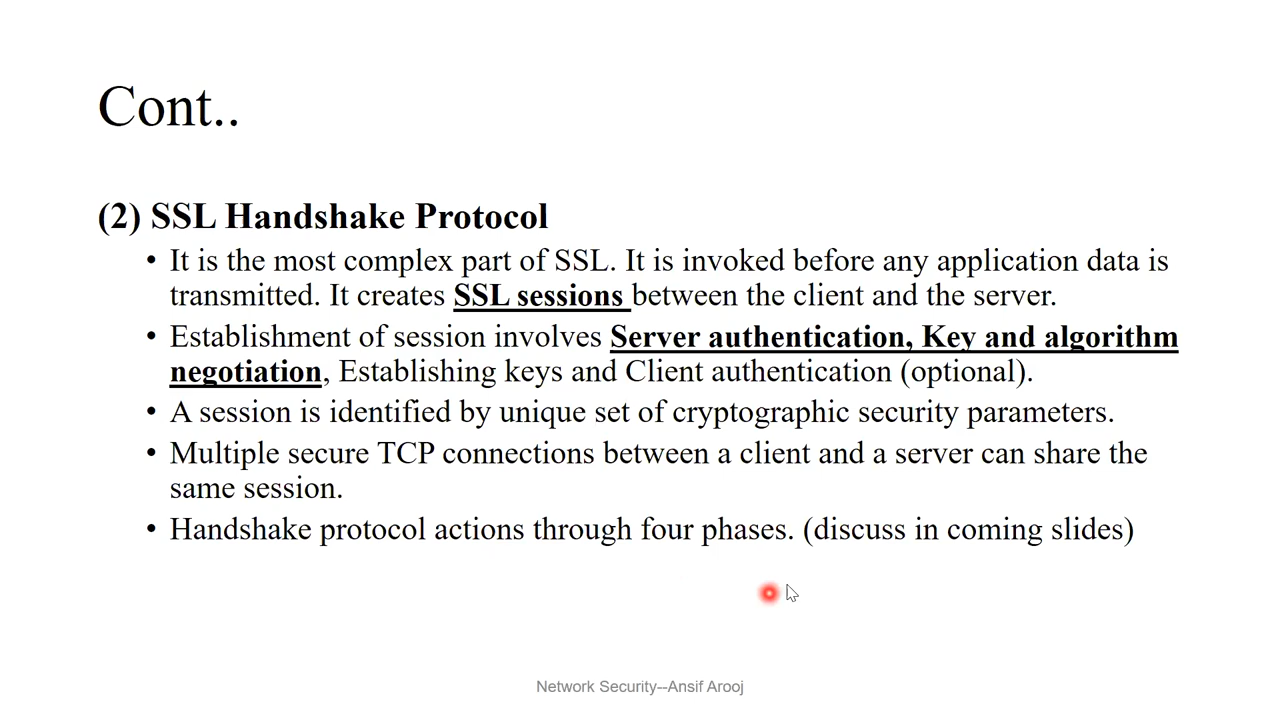 Cont..
(2) SSL Handshake Protocol
• It is the most complex part of SSL. It is invoked before any application data is
transmitted. It creates SSL sessions between the client and the server.
• Establishment of session involves Server authentication, Key and algorithm
negotiation, Establishing keys and Client authentication (optional).
• A session is identified by unique set of cryptographic security parameters.
• Multiple secure TCP connections between a client and a server can share the
same session.
• Handshake protocol actions through four phases. (discuss in coming slides)
Network Security--Ansif Arooj